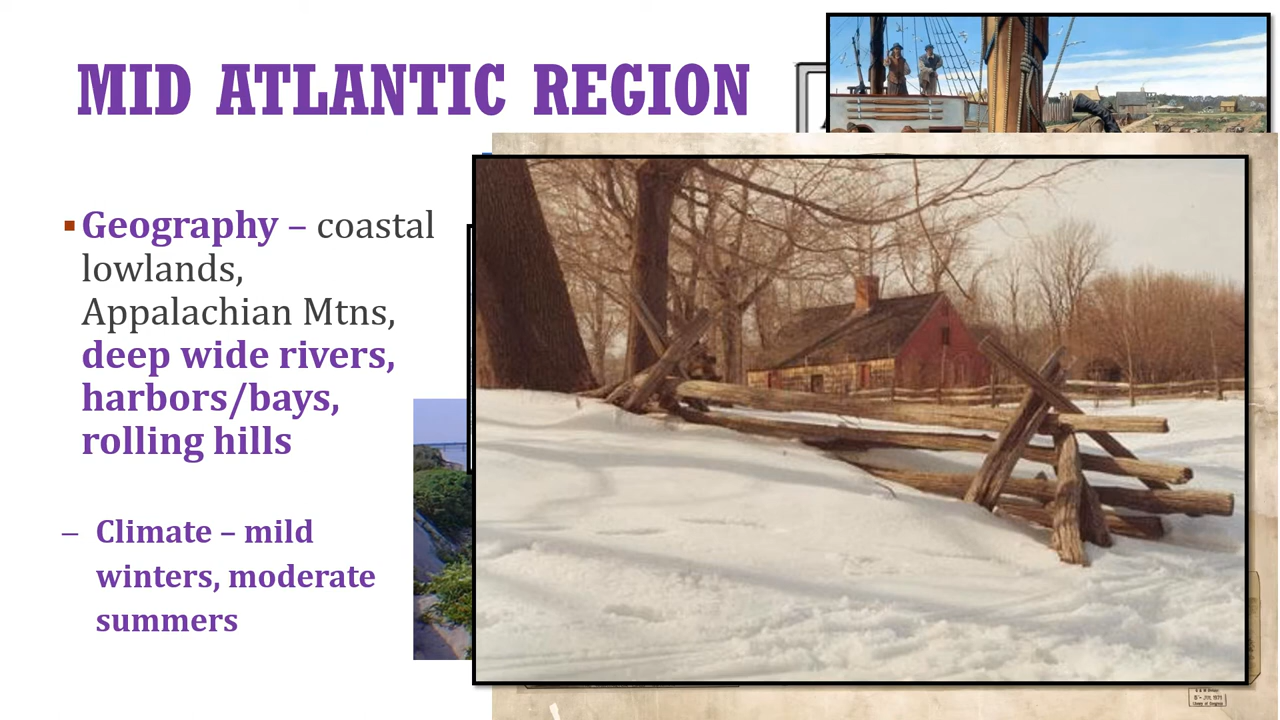 MID ATLANTIC REGION
Geography – coastal
lowlands,
Appalachian Mtns,
deep wide rivers,
harbors/bays,
rolling hills
– Climate – mild
winters, moderate
summers